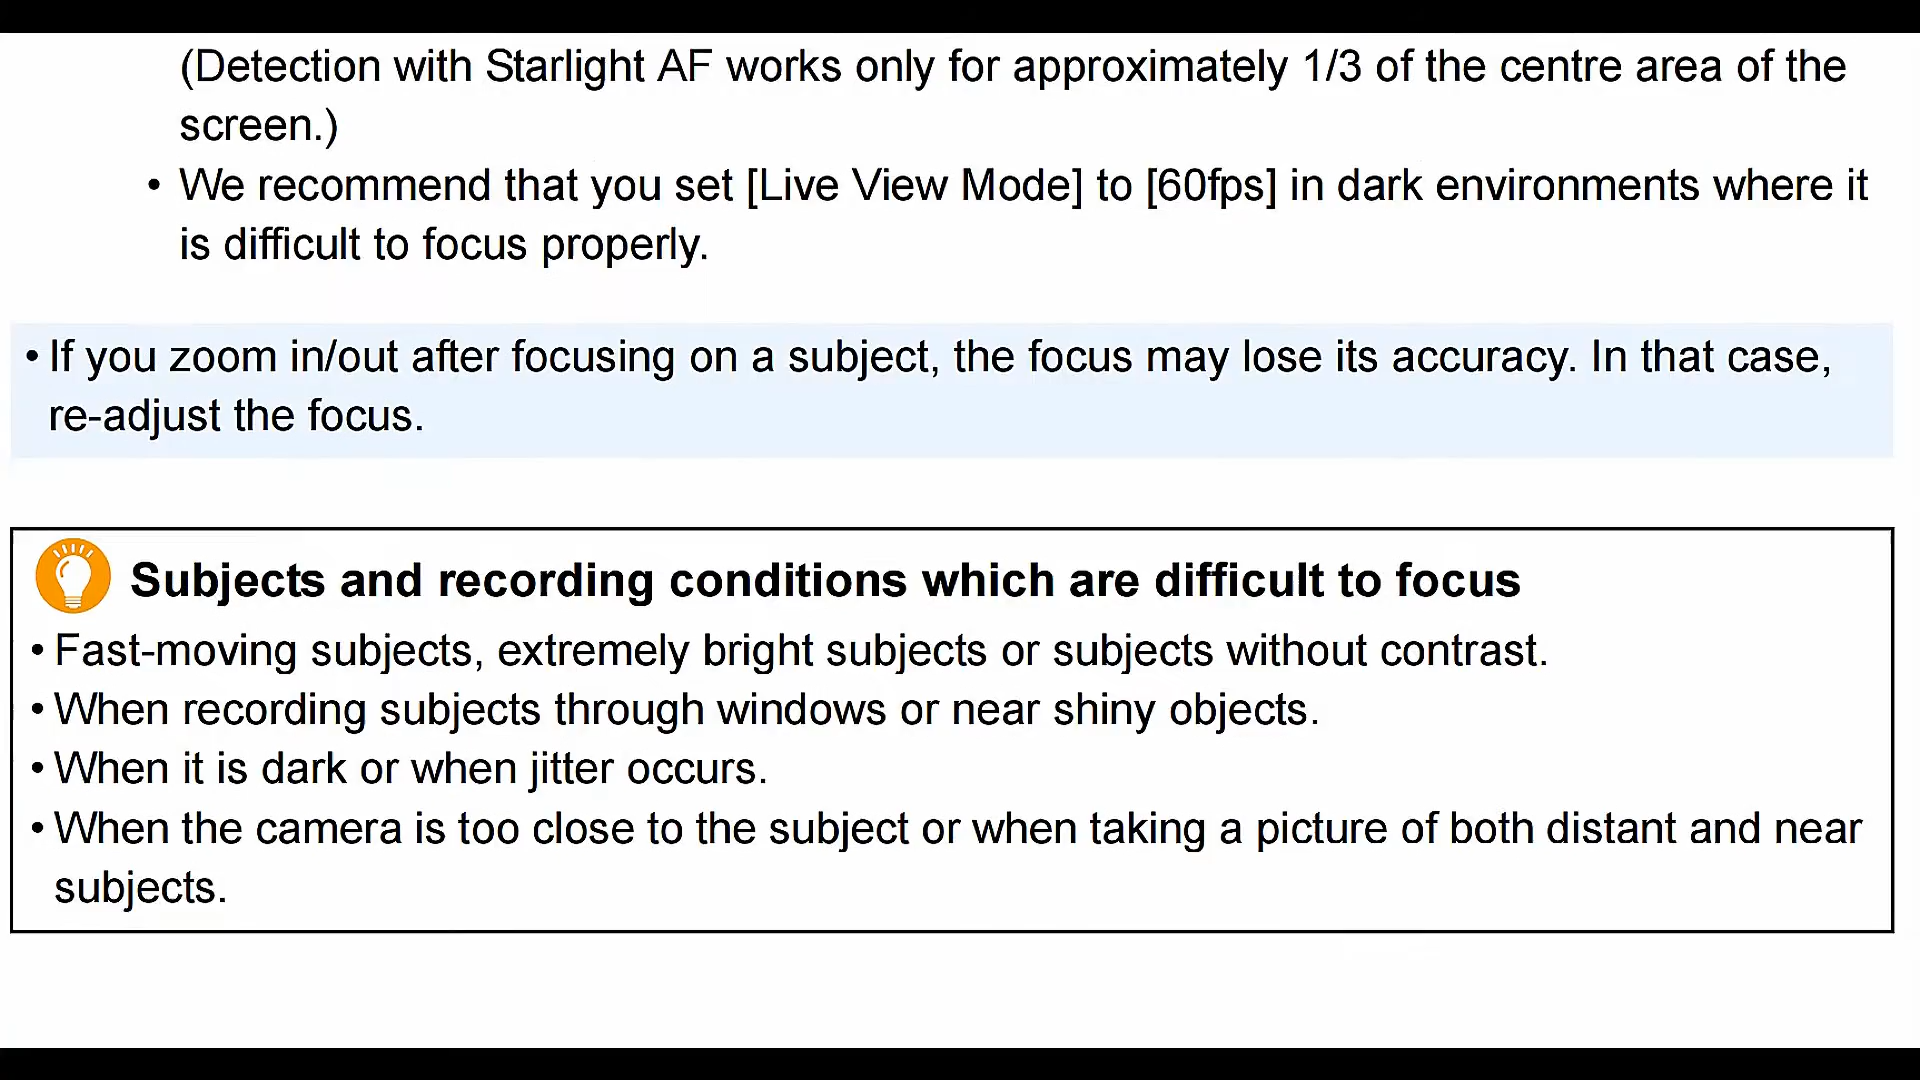 (Detection with Starlight AF works only for approximately 1/3 of the centre area of the
screen.)
• We recommend that you set [Live View Mode] to [60fps] in dark environments where it
is difficult to focus properly.
• If you zoom in/out after focusing on a subject, the focus may lose its accuracy. In that case,
re-adjust the focus.
Subjects and recording conditions which are difficult to focus
• Fast-moving subjects, extremely bright subjects or subjects without contrast.
• When recording subjects through windows or near shiny objects.
• When it is dark or when jitter occurs.
• When the camera is too close to the subject or when taking a picture of both distant and near
subjects.